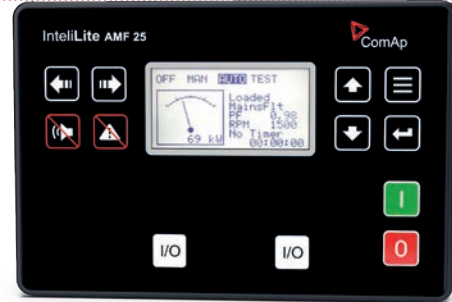 InteliLite AMF 25
ComAp
OFF MAN AUTO TEST
Loaded
MainsFlt
PF 0.98
RPM 1500
No Timer
00:00:00
69 kW
I/O
I/O
I
0